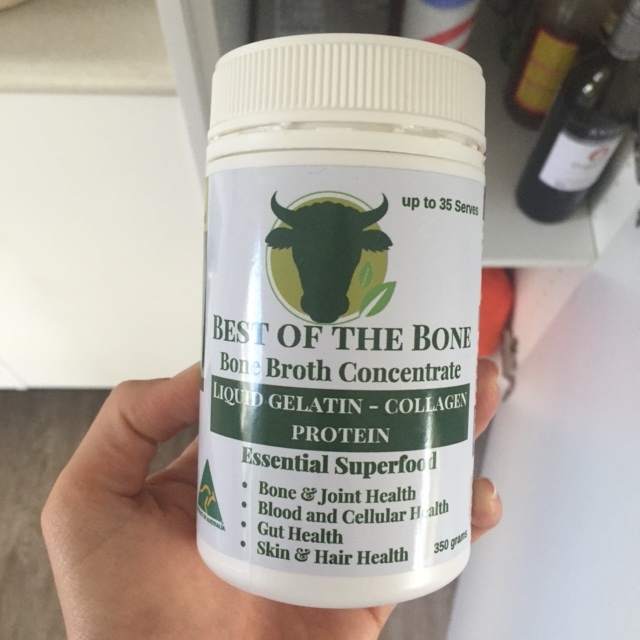 up to 35 Serves
BEST OF THE BONE
Bone Broth Concentrate
LIQUID GELATIN – COLLAGEN
PROTEIN
Essential Superfood
• Bone & Joint Health
• Blood and Cellular Health
• Gut Health
• Skin & Hair Health
350 grams